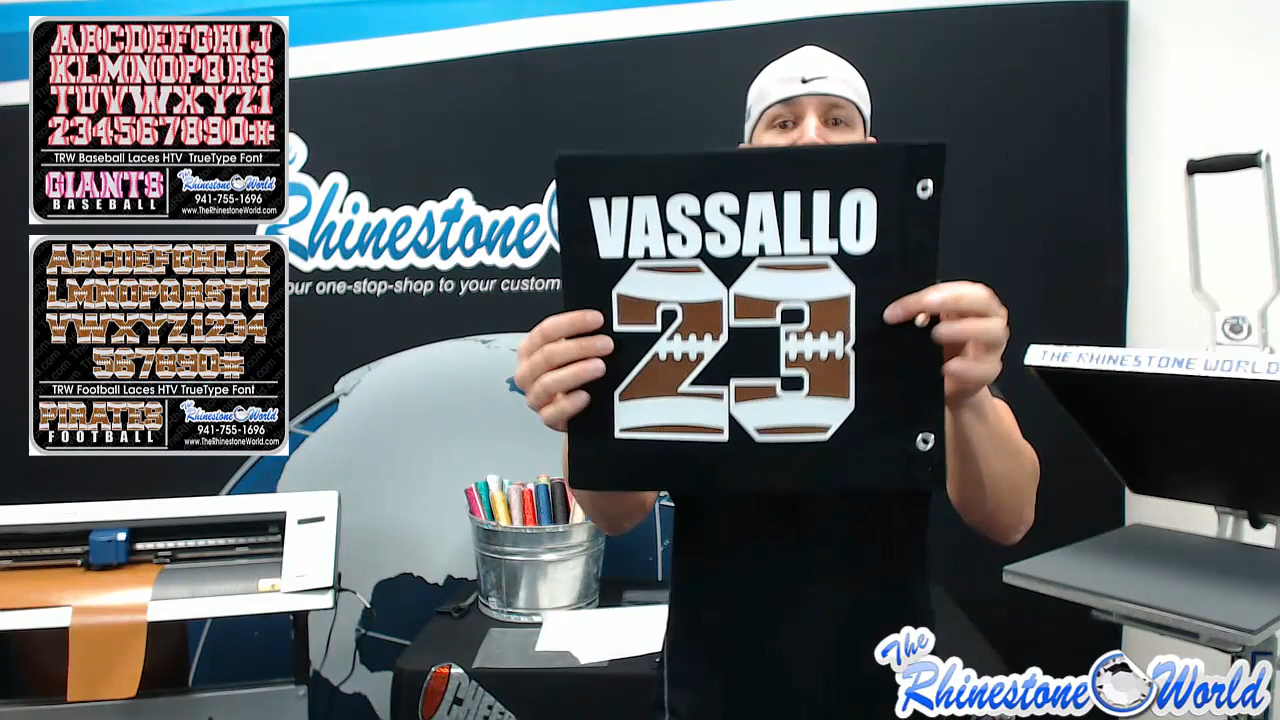 ABCDEFGHIJ
KLMNOPQRS
TUVWXYZ1
234567890#
TRW Baseball Laces HTV TrueType Font
GIANTS
BASEBALL
The
Rhinestone World
941-755-1696
www.TheRhinestoneWorld.com
ABCDEFGHIJK
LMNOPQRSTU
VWXYZ1234
567890#
TRW Football Laces HTV TrueType Font
PIRATES
FOOTBALL
The
Rhinestone World
941-755-1696
www.TheRhinestoneWorld.com
Rhinestone
our one-stop-shop to your custom
VASSALLO
23
THE RHINESTONE WORLD
CHEER
The
Rhinestone World